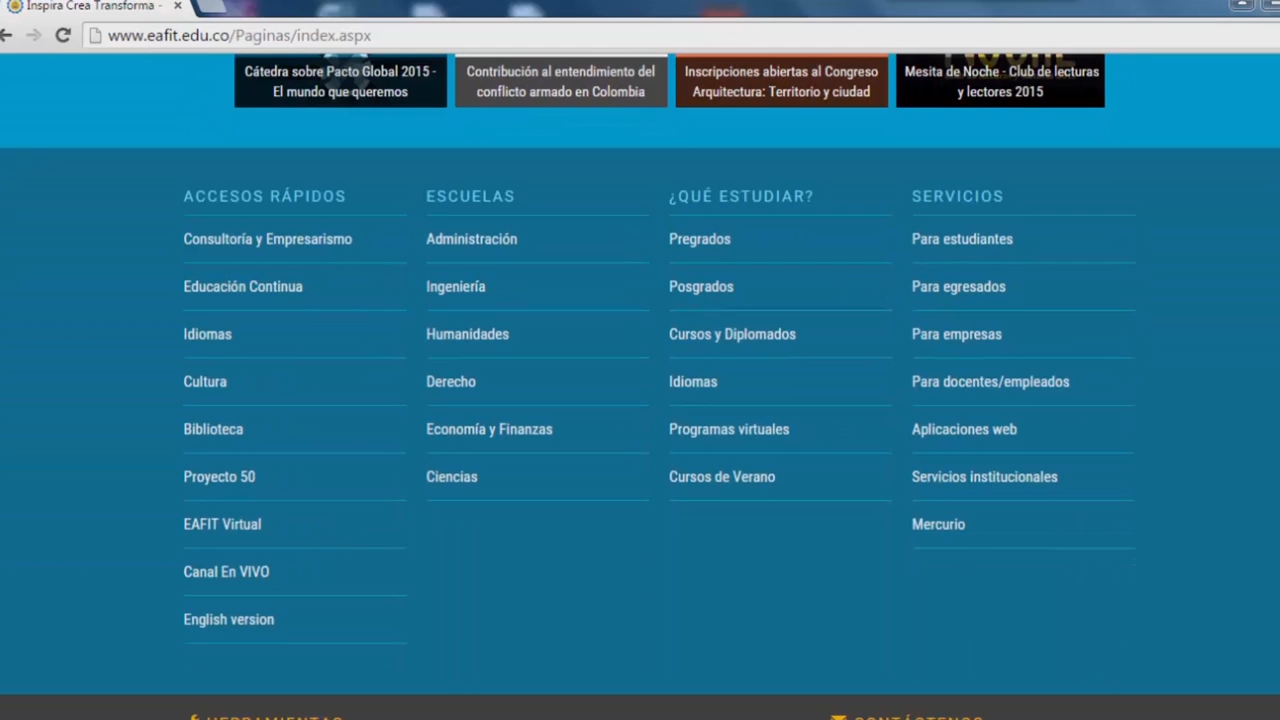 Inspira Crea Transforma -
www.eafit.edu.co/Paginas/index.aspx
Cátedra sobre Pacto Global 2015 -
El mundo que queremos
Contribución al entendimiento del
conflicto armado en Colombia
Inscripciones abiertas al Congreso
Arquitectura: Territorio y ciudad
NOCHE
Mesita de Noche - Club de lecturas
y lectores 2015
ACCESOS RÁPIDOS
Consultoría y Empresarismo
Educación Continua
Idiomas
Cultura
Biblioteca
Proyecto 50
EAFIT Virtual
Canal En VIVO
English version
ESCUELAS
Administración
Ingeniería
Humanidades
Derecho
Economía y Finanzas
Ciencias
¿QUÉ ESTUDIAR?
Pregrados
Posgrados
Cursos y Diplomados
Idiomas
Programas virtuales
Cursos de Verano
SERVICIOS
Para estudiantes
Para egresados
Para empresas
Para docentes/empleados
Aplicaciones web
Servicios institucionales
Mercurio
HERRAMIENTAS
CONTÁCTENOS